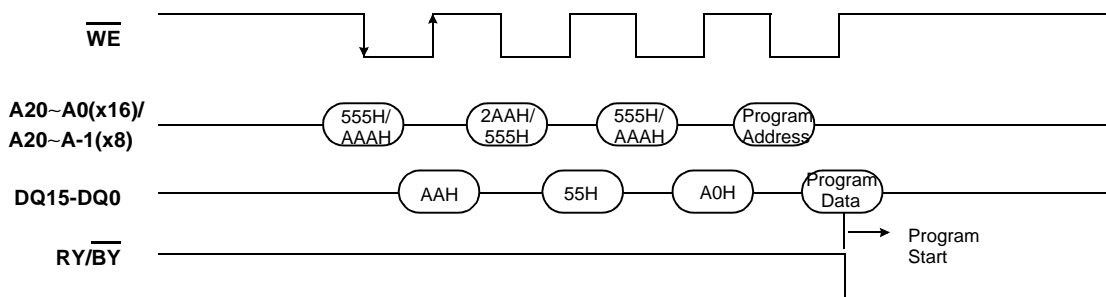 WE
A20~A0(x16)/
A20~A-1(x8)
555H/
AAAH
2AAH/
555H
555H/
AAAH
Program
Address
DQ15-DQ0
AAH
55H
A0H
Program
Data
RY/BY
Program
Start